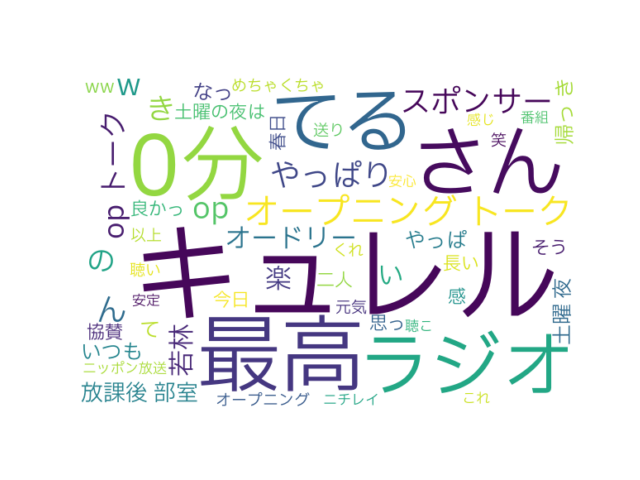 ww
w
なっ
めちゃくちゃ
き
土曜の夜は
てる
スポンサー
帰っき
春日
送り
感じ
番組
笑
op トーク
0分
さん
やっぱり
安心
良かっ
op
オープニング トーク
以上
オードリー
やっぱ
の
キュレル
くれ
そう
聴い
楽
二人
い
長い
土曜 夜
ん
安定
今日
元気
感
協賛
て
若林
最高
思っ
聴こ
ラジオ
いつも
ニッポン放送
放課後 部室
オープニング
ニチレイ
これ